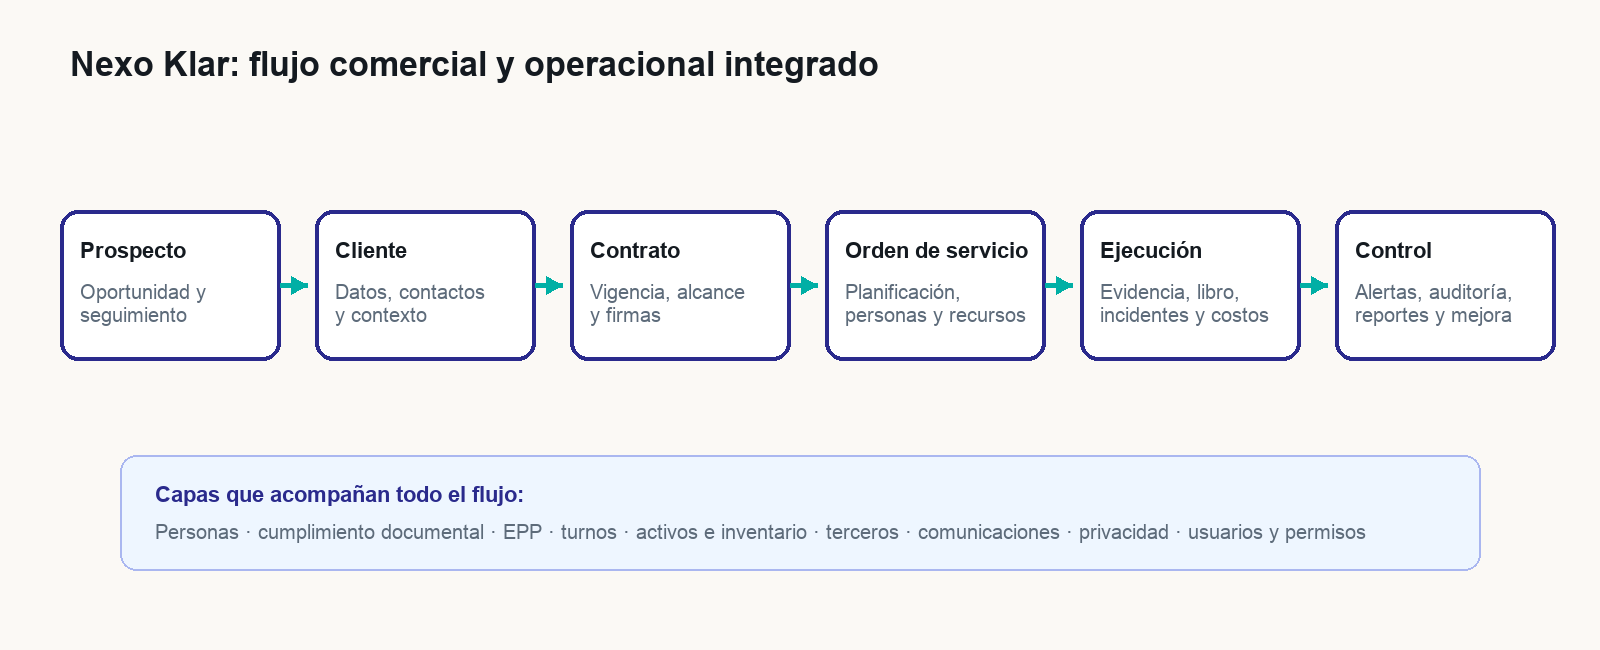 Nexo Klar: flujo comercial y operacional integrado
Prospecto
Oportunidad y
seguimiento
Cliente
Datos, contactos
y contexto
Contrato
Vigencia, alcance
y firmas
Orden de servicio
Planificación,
personas y recursos
Ejecución
Evidencia, libro,
incidentes y costos
Control
Alertas, auditoría,
reportes y mejora
Capas que acompañan todo el flujo:
Personas · cumplimiento documental · EPP · turnos · activos e inventario · terceros · comunicaciones · privacidad · usuarios y permisos